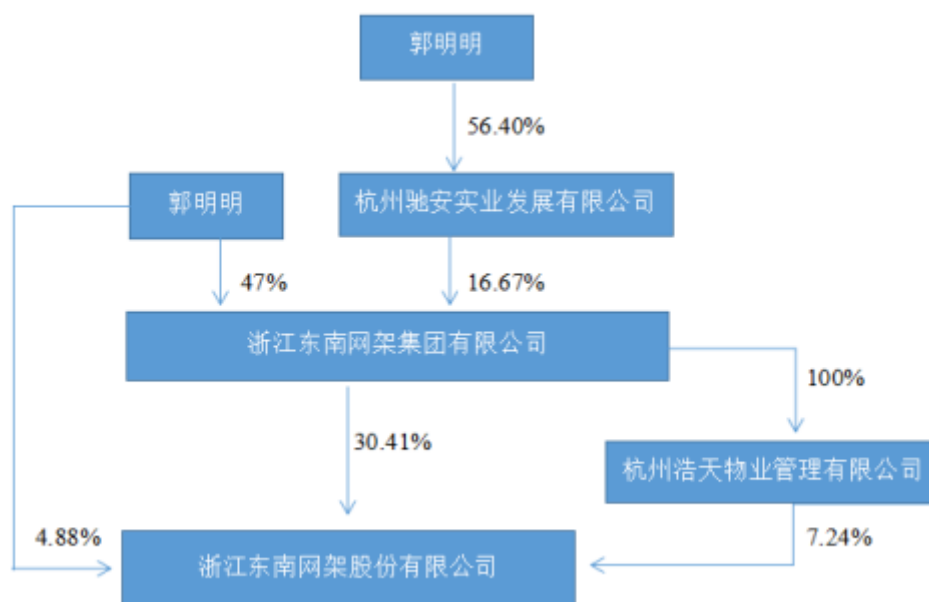 郭明明
56.40%
郭明明
杭州驰安实业发展有限公司
47%
16.67%
浙江东南网架集团有限公司
100%
30.41%
杭州浩天物业管理有限公司
4.88%
7.24%
浙江东南网架股份有限公司